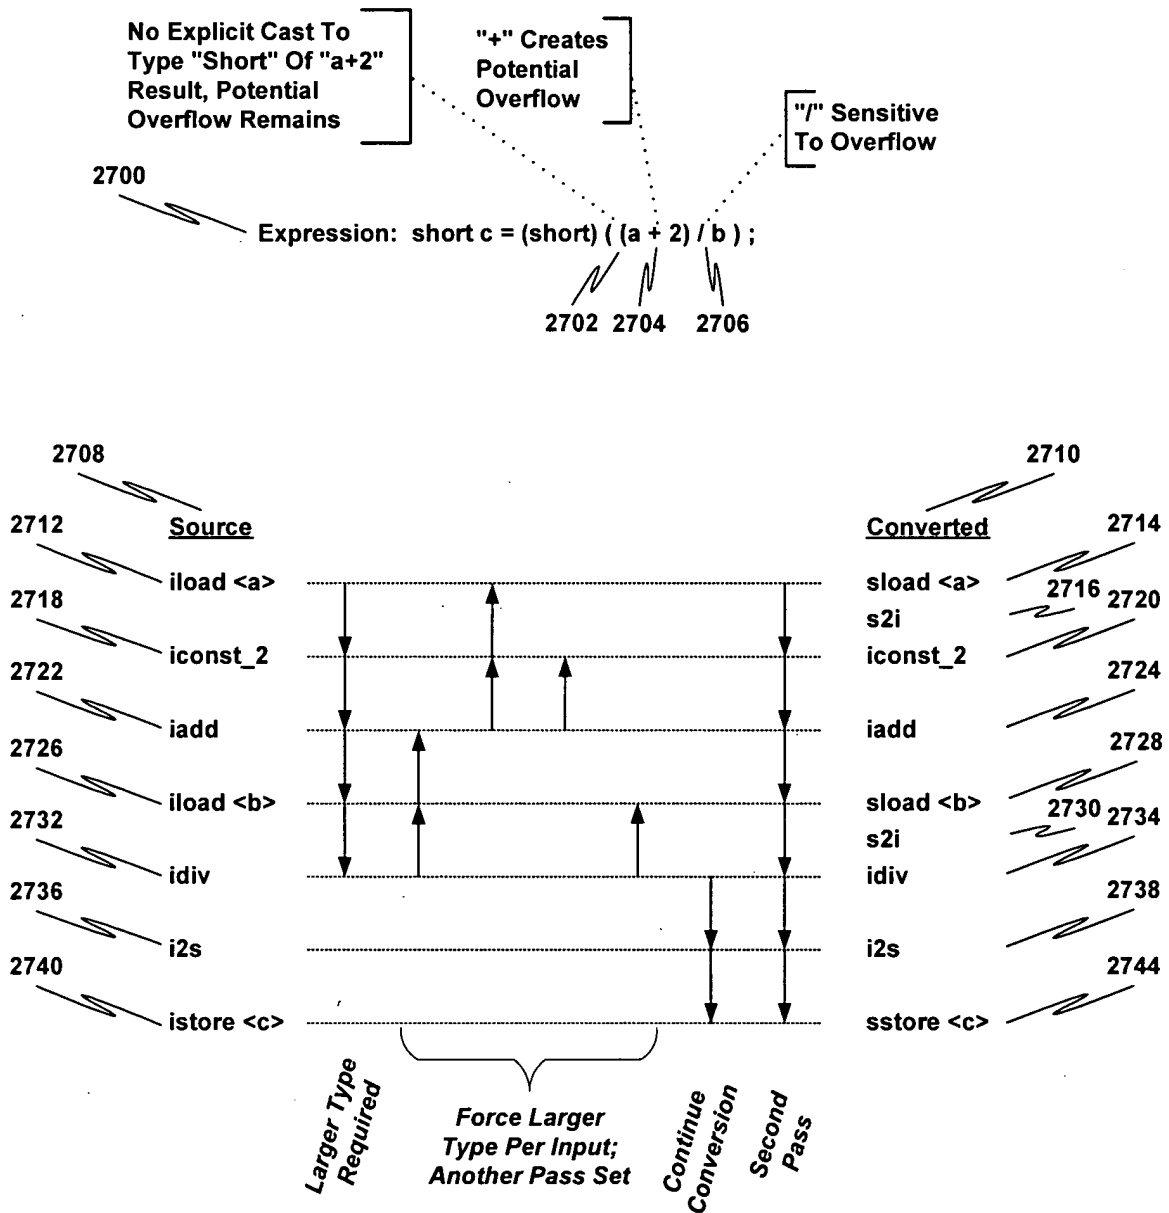 No Explicit Cast To
Type "Short" Of "a+2"
Result, Potential
Overflow Remains
"+" Creates
Potential
Overflow
"/" Sensitive
To Overflow
2700
Expression: short c = (short) ( (a + 2) / b ) ;
2702 2704 2706
2708
2710
2712
Source
Converted
2714
iload <a>
sload <a>
2716
2718
s2i
2720
iconst_2
iconst_2
2722
2724
iadd
iadd
2726
2728
iload <b>
sload <b>
2730
2732
s2i
2734
idiv
idiv
2736
2738
i2s
i2s
2740
2744
istore <c>
sstore <c>
Larger Type
Required
Force Larger
Type Per Input;
Another Pass Set
Continue
Conversion
Second
Pass